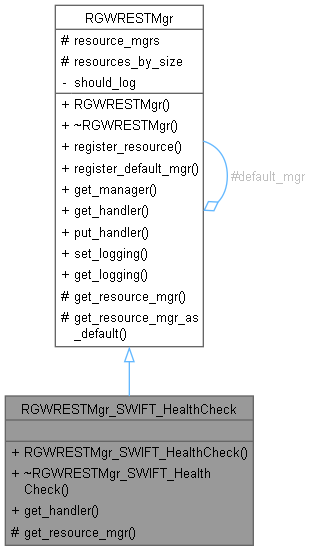 RGWRESTMgr
# resource_mgrs
# resources_by_size
- should_log
+ RGWRESTMgr()
+ ~RGWRESTMgr()
+ register_resource()
+ register_default_mgr()
+ get_manager()
+ get_handler()
+ put_handler()
+ set_logging()
+ get_logging()
# get_resource_mgr()
# get_resource_mgr_as
_default()
#default_mgr
RGWRESTMgr_SWIFT_HealthCheck
+ RGWRESTMgr_SWIFT_HealthCheck()
+ ~RGWRESTMgr_SWIFT_Health
Check()
+ get_handler()
# get_resource_mgr()